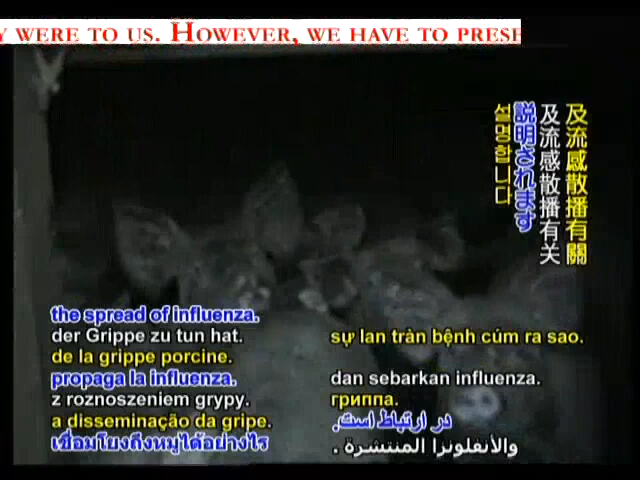 WERE TO US. HOWEVER, WE HAVE TO
及流感散播有關
及流感散播有关
説明されます
설명합니다
the spread of influenza.
der Grippe zu tun hat.
de la grippe porcine.
propaga la influenza.
z roznoszeniem grypy.
a disseminação da gripe.
เชื่อมโยงถึงหมูได้อย่างไร
sự lan tràn bệnh cúm ra sao.
dan sebarkan influenza.
гриппа.
در ارتباط است.
والأنفلونزا المنتشرة .